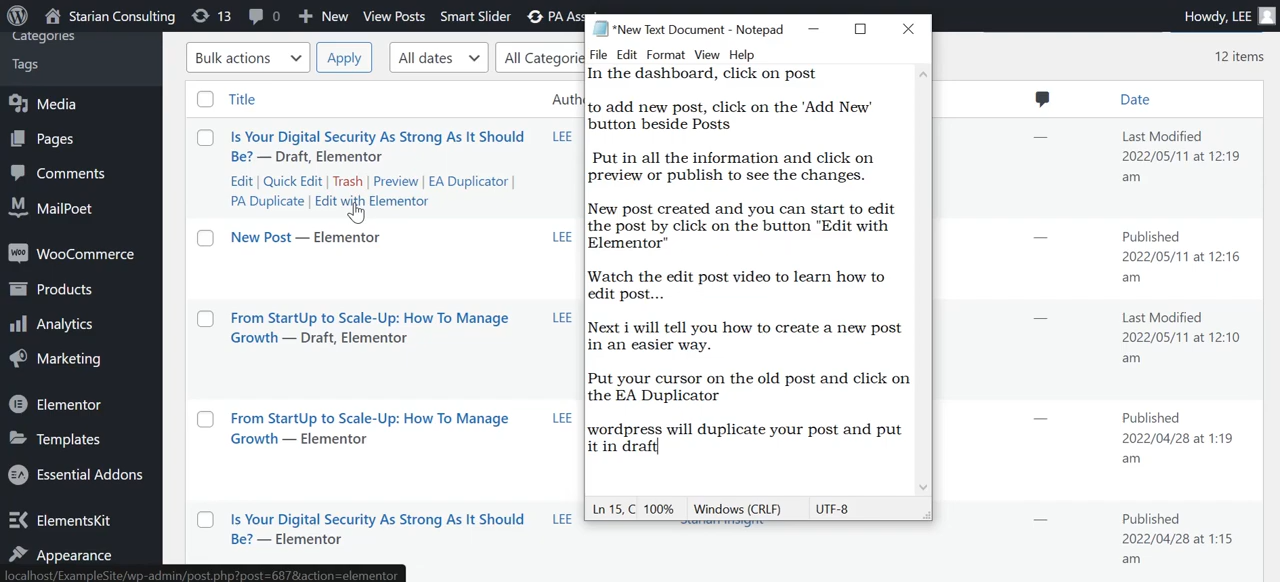 Starian Consulting 13 0 New View Posts Smart Slider PA Ass
Howdy, LEE
Categories
Tags
Media
Pages
Comments
MailPoet
WooCommerce
Products
Analytics
Marketing
Elementor
Templates
Essential Addons
ElementsKit
Appearance
Bulk actions Apply All dates All Categorie
12 items
Title Autho Date
Is Your Digital Security As Strong As It Should
Be? — Draft, Elementor
Edit | Quick Edit | Trash | Preview | EA Duplicator |
PA Duplicate | Edit with Elementor
LEE
—
Last Modified
2022/05/11 at 12:19
am
New Post — Elementor
LEE
—
Published
2022/05/11 at 12:16
am
From StartUp to Scale-Up: How To Manage
Growth — Draft, Elementor
LEE
—
Last Modified
2022/05/11 at 12:10
am
From StartUp to Scale-Up: How To Manage
Growth — Elementor
LEE
—
Published
2022/04/28 at 1:19
am
Is Your Digital Security As Strong As It Should
Be? — Elementor
LEE
—
Published
2022/04/28 at 1:15
am
*New Text Document - Notepad
File Edit Format View Help
In the dashboard, click on post
to add new post, click on the 'Add New'
button beside Posts
Put in all the information and click on
preview or publish to see the changes.
New post created and you can start to edit
the post by click on the button "Edit with
Elementor"
Watch the edit post video to learn how to
edit post...
Next i will tell you how to create a new post
in an easier way.
Put your cursor on the old post and click on
the EA Duplicator
wordpress will duplicate your post and put
it in draft
Ln 15, C 100% Windows (CRLF) UTF-8
localhost/ExampleSite/wp-admin/post.php?post=687&action=elementor